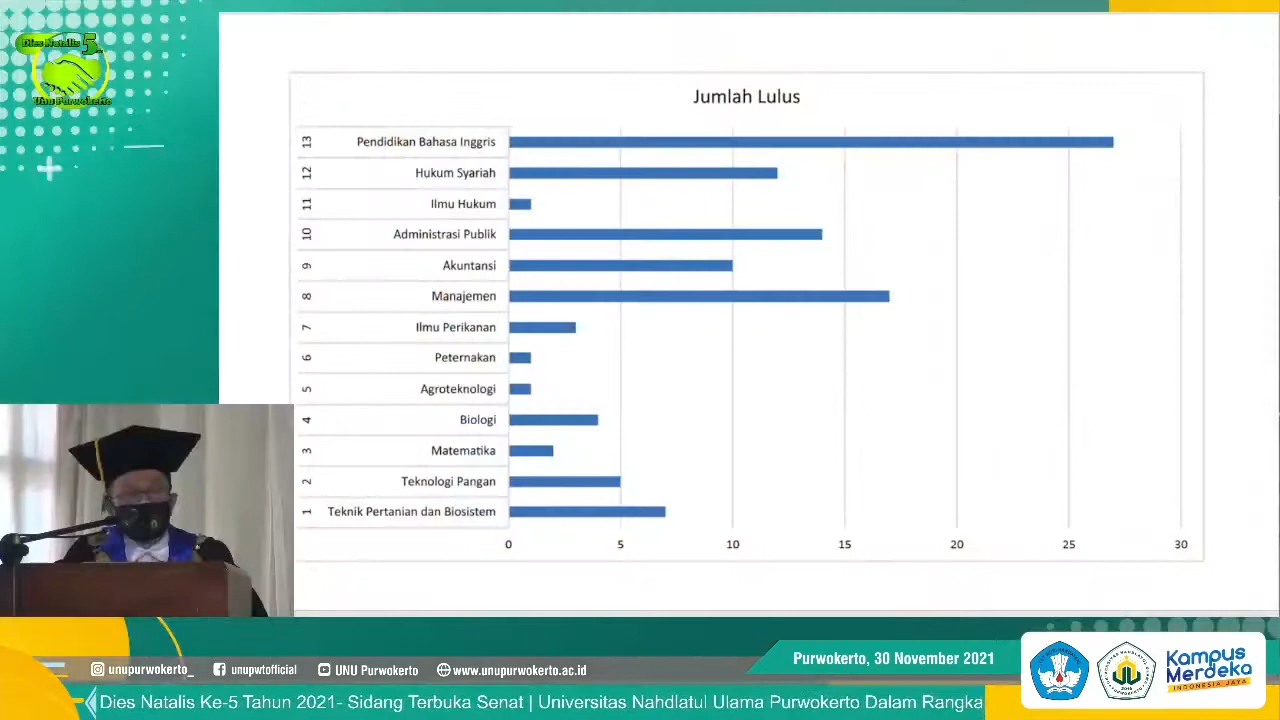 Dies Natalis 5
Unu Purwokerto
Jumlah Lulus
13 Pendidikan Bahasa Inggris
12 Hukum Syariah
11 Ilmu Hukum
10 Administrasi Publik
9 Akuntansi
8 Manajemen
7 Ilmu Perikanan
6 Peternakan
5 Agroteknologi
4 Biologi
3 Matematika
2 Teknologi Pangan
1 Teknik Pertanian dan Biosistem
0 5 10 15 20 25 30
Purwokerto, 30 November 2021
unupurwokerto_ unupwtofficial UNU Purwokerto www.unupurwokerto.ac.id
Kampus
Merdeka
INDONESIA JAYA
Dies Natalis Ke-5 Tahun 2021- Sidang Terbuka Senat | Universitas Nahdlatul Ulama Purwokerto Dalam Rangka